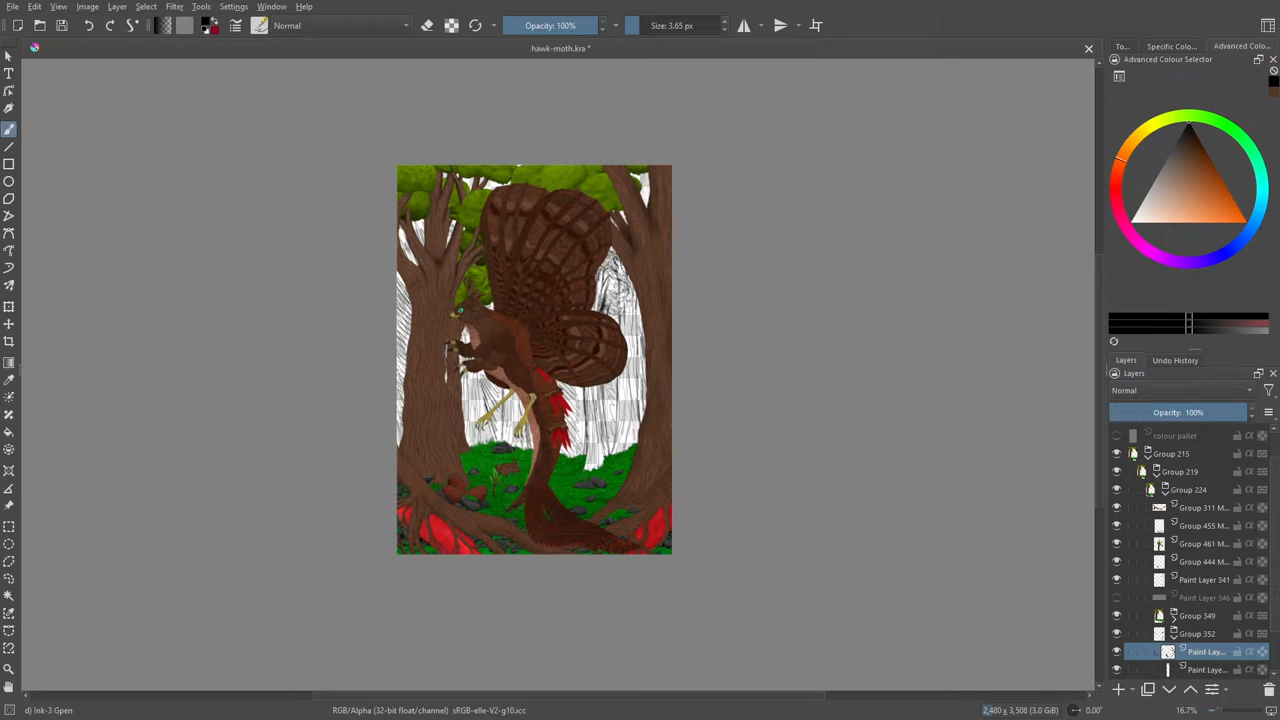 File Edit View Image Layer Select Filter Tools Settings Window Help
Normal
Opacity: 100%
Size: 3.65 px
hawk-moth.kra *
To... Specific Colo... Advanced Colo...
Advanced Colour Selector
Layers Undo History
Layers
Normal
Opacity: 100%
colour pallet
Group 215
Group 219
Group 224
Group 311 M...
Group 455 M...
Group 461 M...
Group 444 M...
Paint Layer 341
Paint Layer 346
Group 349
Group 352
Paint Lay...
Paint Laye...
d) Ink-3 Gpen
RGB/Alpha (32-bit float/channel) sRGB-elle-V2-g10.icc
2,480 x 3,508 (3.0 GiB)
0.00°
16.7%